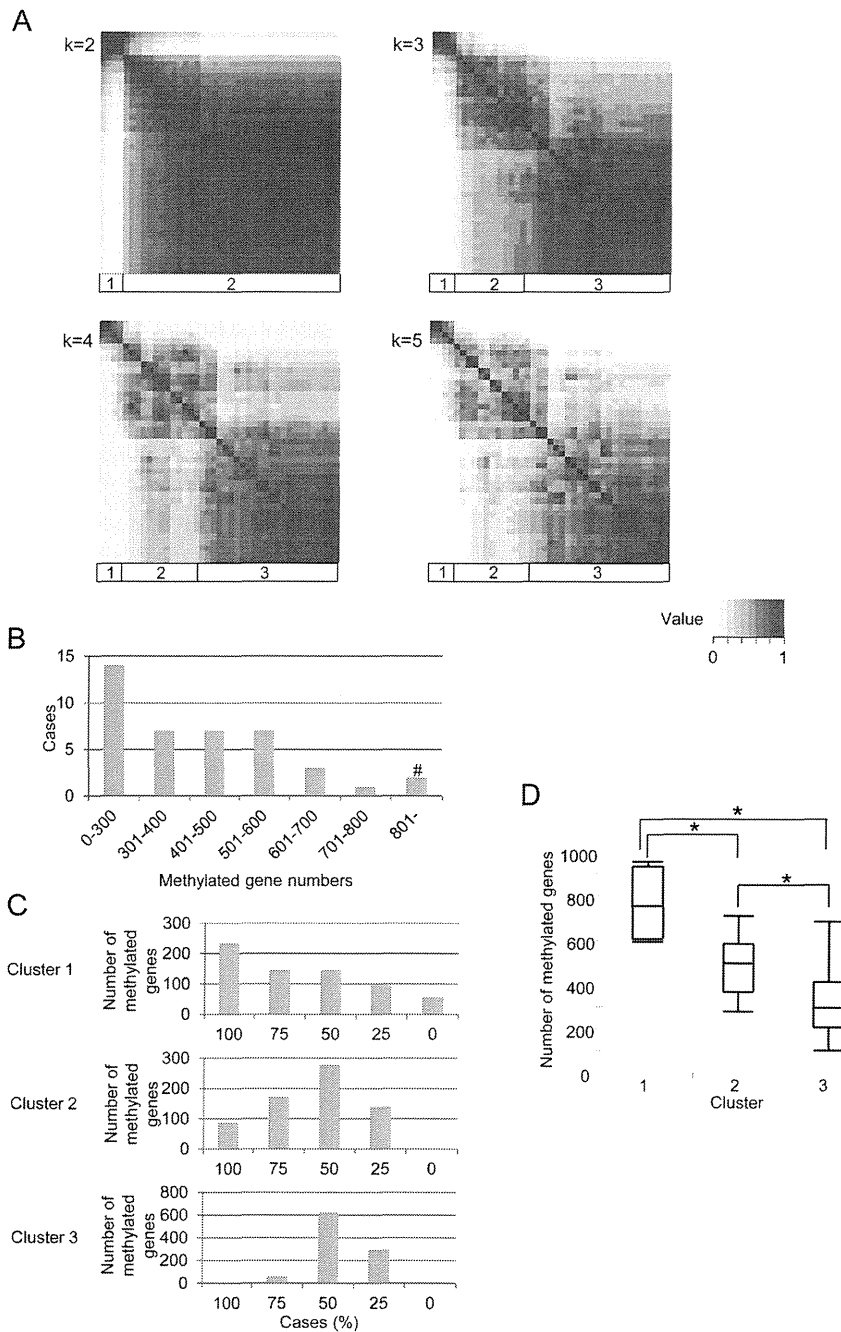 A
k=2
1 2
k=3
1 2 3
k=4
1 2 3
k=5
1 2 3
Value
0 1
B
Cases
15
10
5
0
#
0-300 301-400 401-500 501-600 601-700 701-800 801-
Methylated gene numbers
C
Cluster 1
Number of
methylated
genes
300
200
100
0
100 75 50 25 0
Cluster 2
Number of
methylated
genes
300
200
100
0
100 75 50 25 0
Cluster 3
Number of
methylated
genes
800
600
400
200
0
100 75 50 25 0
Cases (%)
D
*
*
*
Number of methylated genes
1000
800
600
400
200
0
1 2 3
Cluster